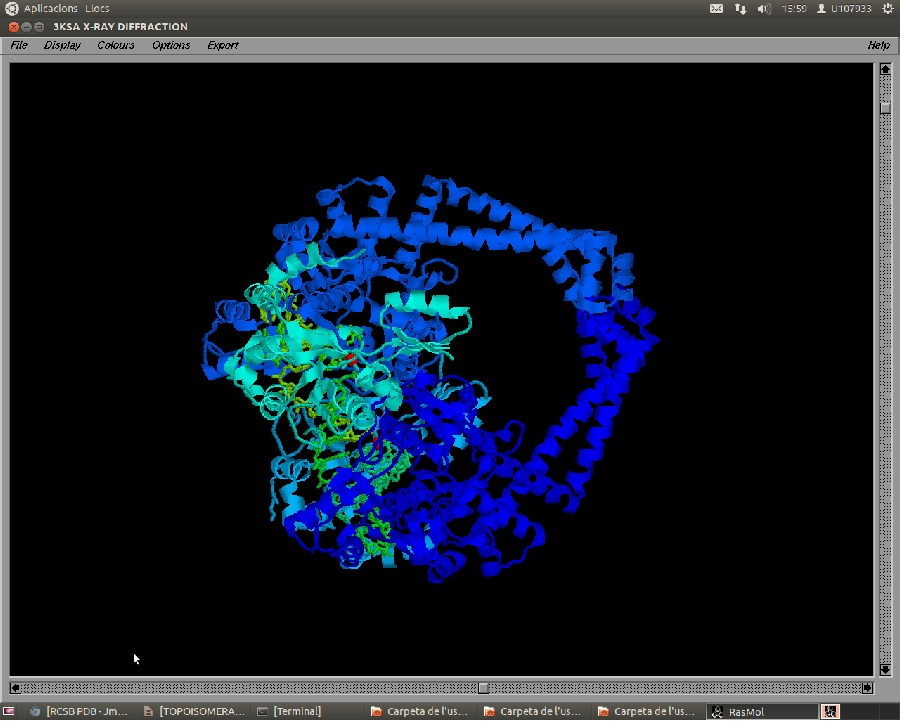 Aplicacions Llocs 15:59 U107933
3KSA X-RAY DIFFRACTION
File Display Colours Options Export Help
[RCSB PDB - Jm... [TOPOISOMERA... [Terminal] Carpeta de l'us... Carpeta de l'us... Carpeta de l'us... RasMol